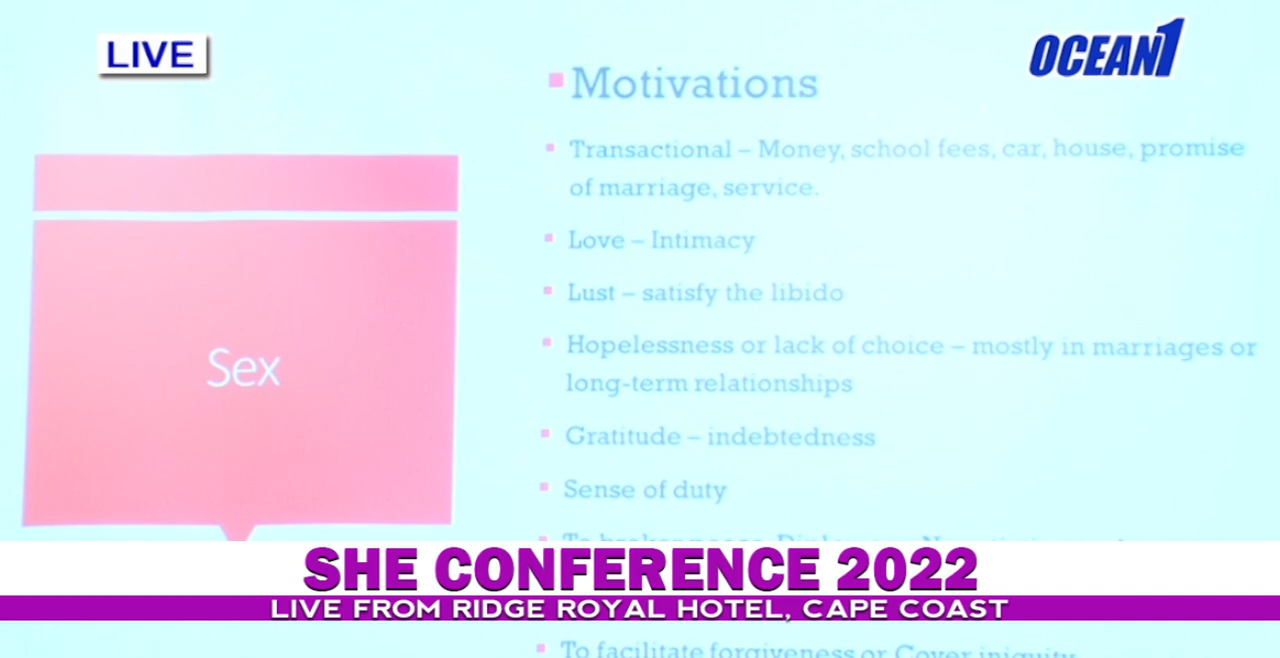 LIVE
OCEAN1
Motivations
Transactional – Money, school fees, car, house, promise
of marriage, service.
Love – Intimacy
Lust – satisfy the libido
Hopelessness or lack of choice – mostly in marriages or
long-term relationships
Gratitude – indebtedness
Sense of duty
Sex
SHE CONFERENCE 2022
LIVE FROM RIDGE ROYAL HOTEL, CAPE COAST
To facilitate forgiveness or Cover iniquity